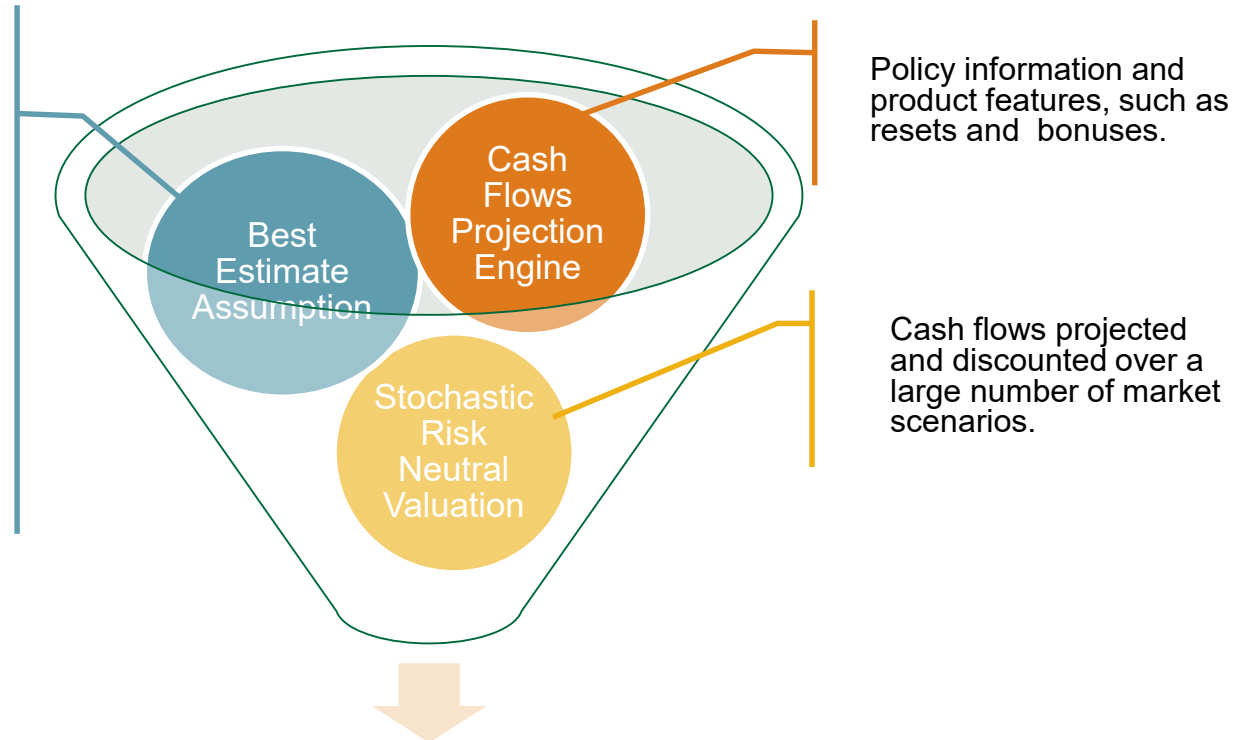 Policy information and
product features, such as
resets and  bonuses.
Cash
Flows
Projection
Engine
Best
Estimate
Assumption
Cash flows projected
and discounted over a
large number of market
scenarios.
Stochastic
Risk
Neutral
Valuation